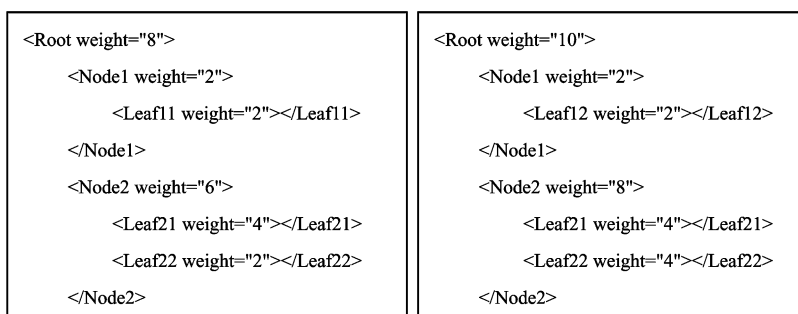 <Root weight="8">
<Node1 weight="2">
<Leaf11 weight="2"></Leaf11>
</Node1>
<Node2 weight="6">
<Leaf21 weight="4"></Leaf21>
<Leaf22 weight="2"></Leaf22>
</Node2>
<Root weight="10">
<Node1 weight="2">
<Leaf12 weight="2"></Leaf12>
</Node1>
<Node2 weight="8">
<Leaf21 weight="4"></Leaf21>
<Leaf22 weight="4"></Leaf22>
</Node2>